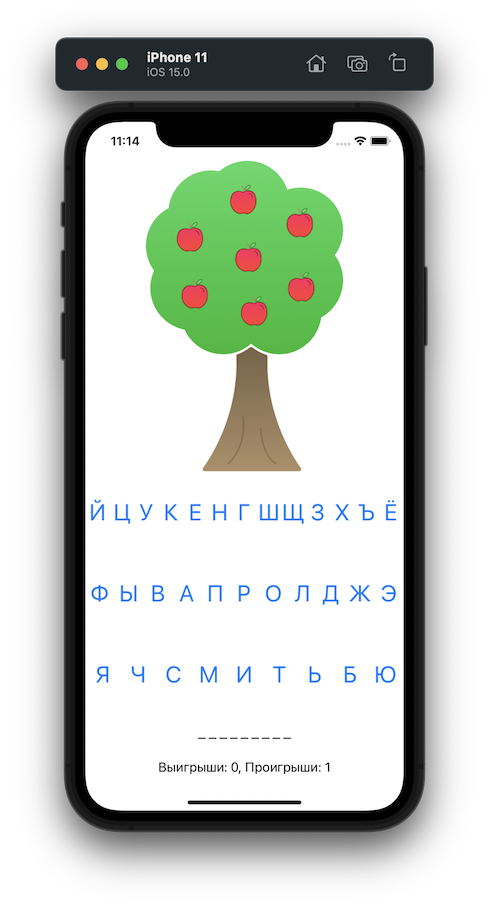 iPhone 11
iOS 15.0
11:14
Й Ц У К Е Н Г Ш Щ З Х Ъ Ё
Ф Ы В А П Р О Л Д Ж Э
Я Ч С М И Т Ь Б Ю
_ _ _ _ _ _ _ _ _
Выигрыши: 0, Проигрыши: 1